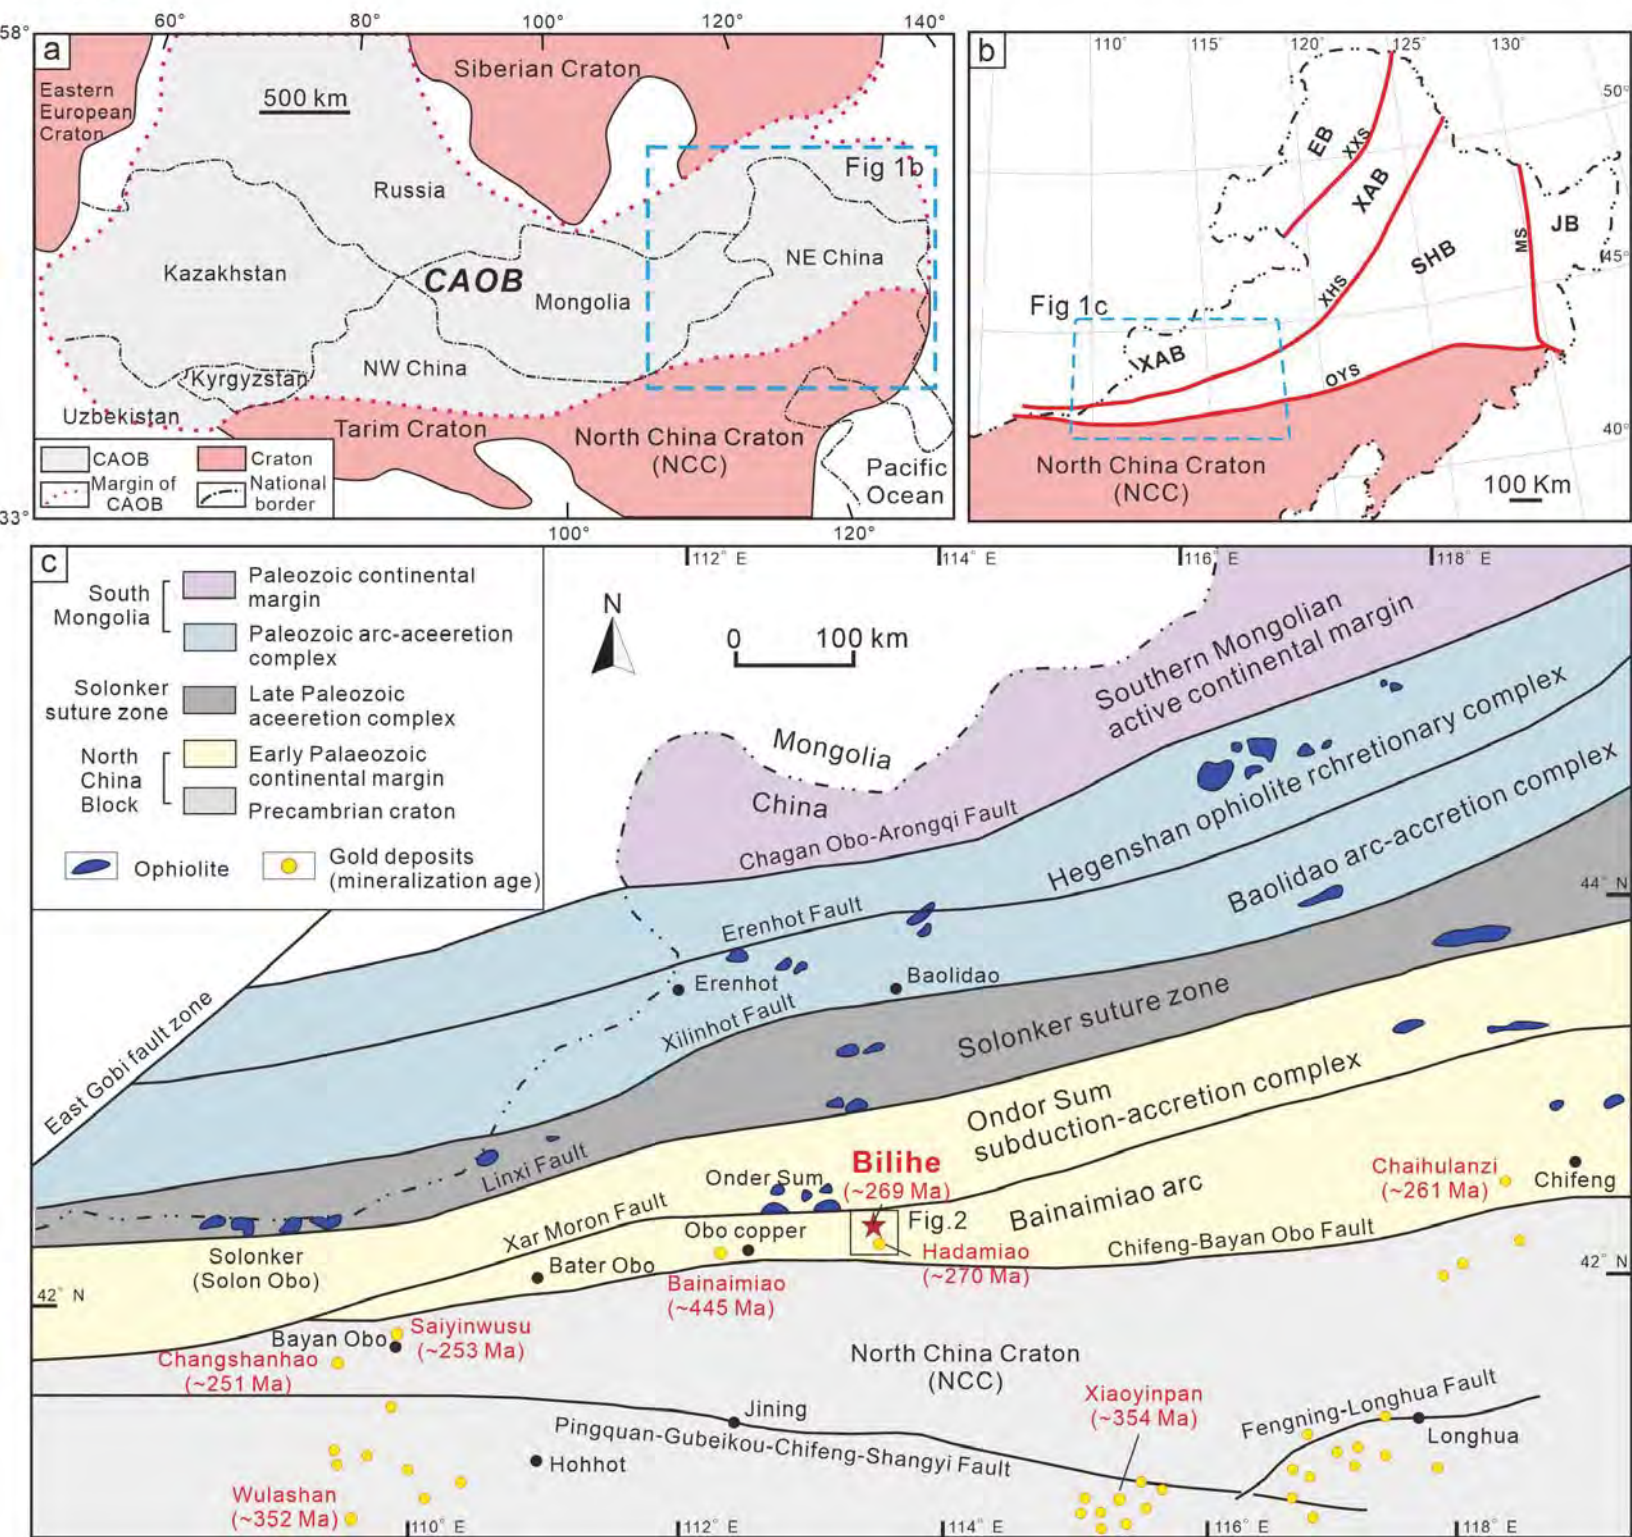 60°
80°
100°
120°
140°
58°
a
Eastern
European
Craton
Siberian Craton
500 km
Russia
Fig 1b
Kazakhstan
CAOB
Mongolia
NE China
NW China
Kyrgyzstan
Uzbekistan
Tarim Craton
North China Craton
(NCC)
Pacific
Ocean
CAOB
Craton
Margin of
CAOB
National
border
33°
100°
120°
b
110°
115°
120°
125°
130°
50°
45°
40°
EB
XXS
XAB
JB
MS
SHB
XHS
Fig 1c
XAB
OYS
North China Craton
(NCC)
100 Km
c
South
Mongolia
Paleozoic continental
margin
Paleozoic arc-aceeretion
complex
Solonker
suture zone
Late Paleozoic
aceeretion complex
North
China
Block
Early Palaeozoic
continental margin
Precambrian craton
Ophiolite
Gold deposits
(mineralization age)
112° E
114° E
116° E
118° E
N
0 100 km
Southern Mongolian
active continental margin
Mongolia
China
Chagan Obo-Arongqi Fault
Hegenshan ophiolite rchretionary complex
Baolidao arc-accretion complex
44° N
Erenhot Fault
Erenhot
Baolidao
Xilinhot Fault
Solonker suture zone
East Gobi fault zone
Ondor Sum
subduction-accretion complex
Linxi Fault
Onder Sum
Bilihe
(~269 Ma)
Chaihulanzi
(~261 Ma)
Chifeng
Bainaimiao arc
Xar Moron Fault
Obo copper
Fig.2
Solonker
(Solon Obo)
Bater Obo
Hadamiao
(~270 Ma)
Chifeng-Bayan Obo Fault
Bainaimiao
(~445 Ma)
42° N
42° N
Bayan Obo
Saiyinwusu
(~253 Ma)
Changshanhao
(~251 Ma)
North China Craton
(NCC)
Xiaoyinpan
(~354 Ma)
Fengning-Longhua Fault
Jining
Longhua
Pingquan-Gubeikou-Chifeng-Shangyi Fault
Hohhot
Wulashan
(~352 Ma)
110° E
112° E
114° E
116° E
118° E